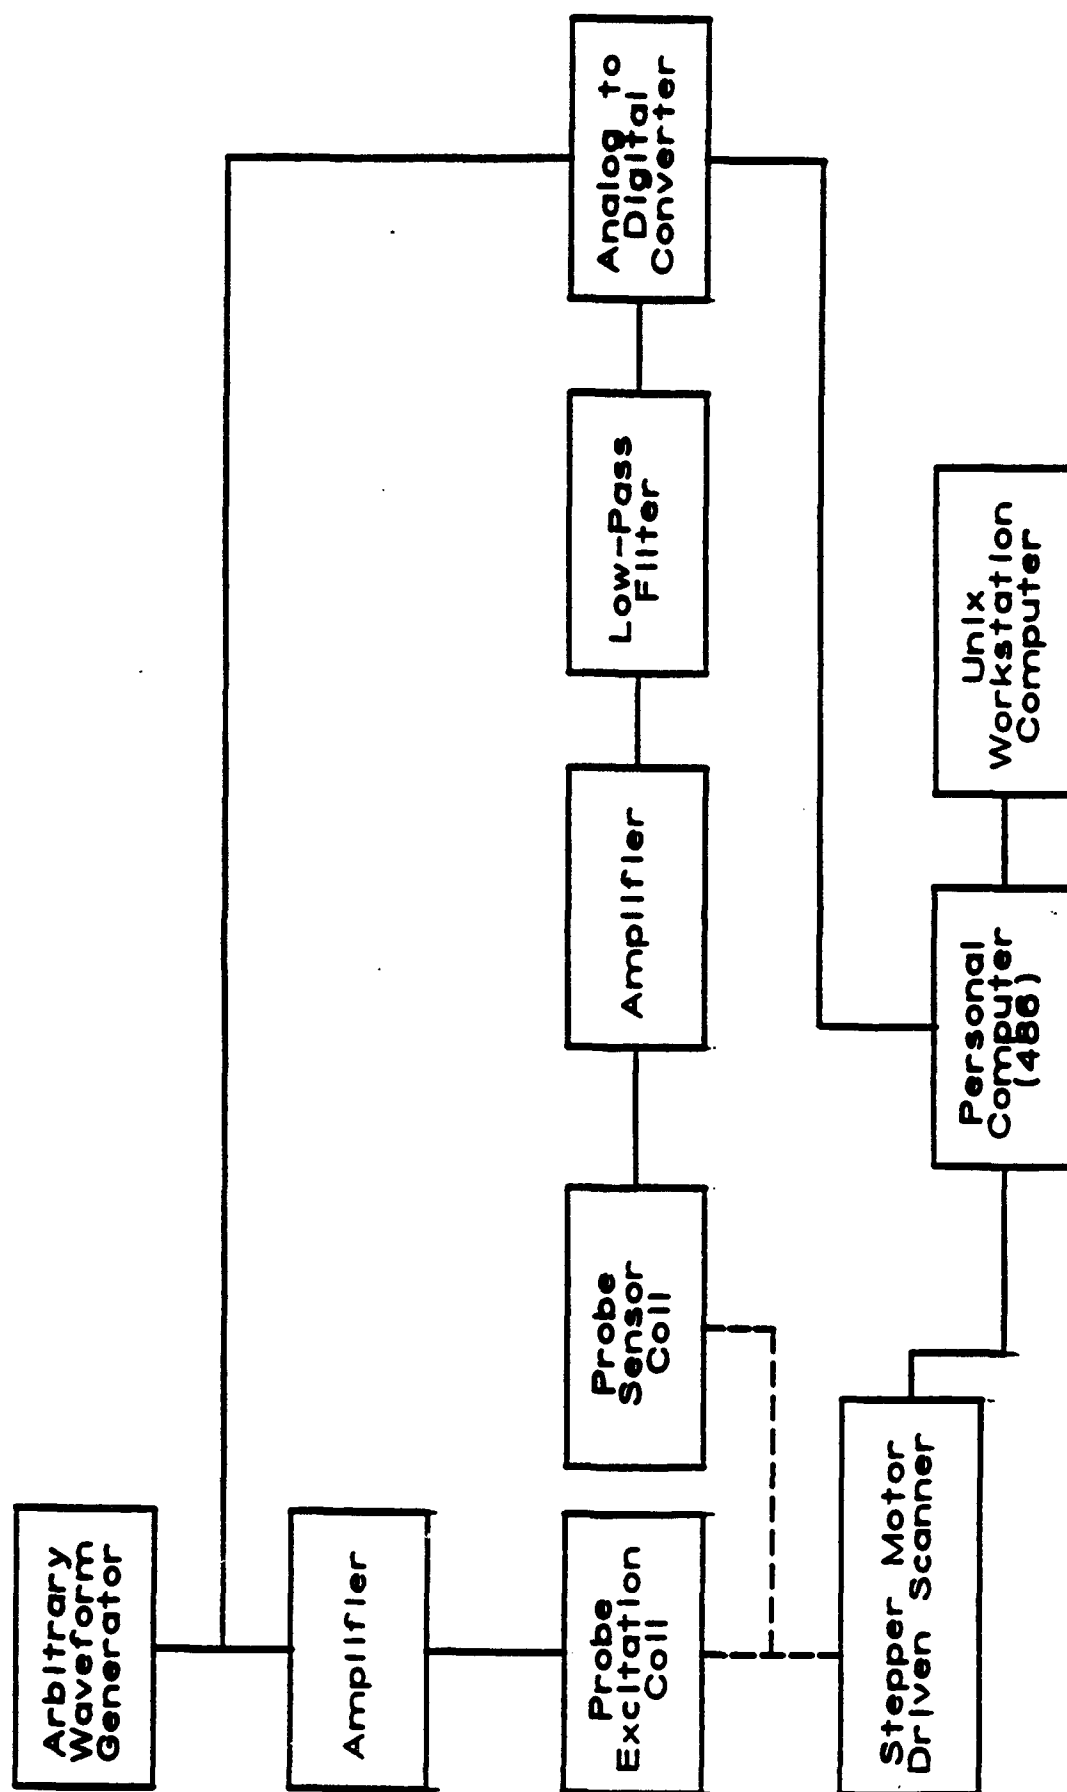 Arbitrary
Waveform
Generator
Amplifier
Probe
Excitation
Coil
Probe
Sensor
Coil
Amplifier
Low-Pass
Filter
Analog to
Digital
Converter
Stepper Motor
Driven Scanner
Personal
Computer
(486)
Unix
Workstation
Computer